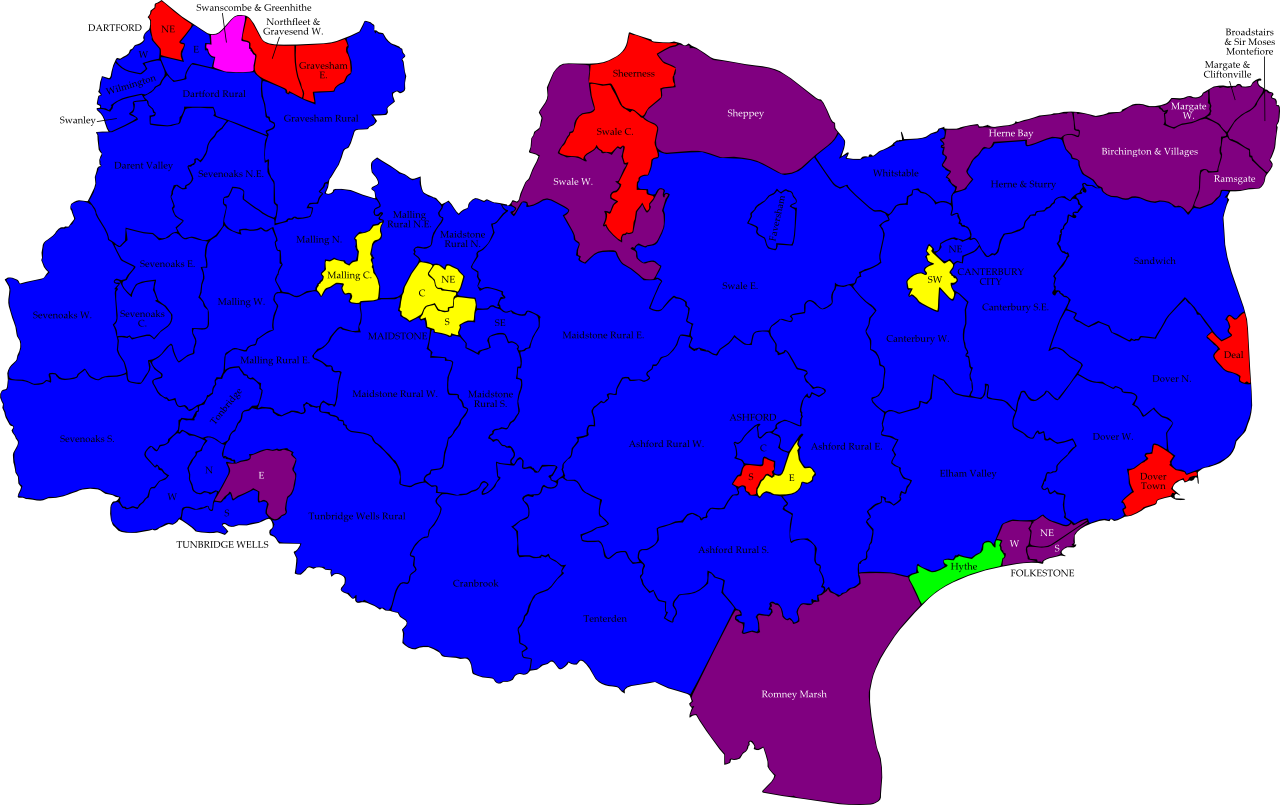 Swanscombe & Greenhithe
DARTFORD
NE
Northfleet &
Gravesend W.
W
E
Gravesham
E.
Wilmington
Dartford Rural
Swanley
Gravesham Rural
Darent Valley
Sevenoaks N.E.
Sheerness
Swale C.
Sheppey
Swale W.
Broadstairs
& Sir Moses
Montefiore
Margate &
Cliftonville
Margate
W.
Herne Bay
Birchington & Villages
Ramsgate
Whitstable
Herne & Sturry
Malling
Rural N.E.
Malling N.
Maidstone
Rural N.
Faversham
Sevenoaks E.
Malling C.
NE
C
S
SE
MAIDSTONE
Swale E.
NE
SW
CANTERBURY
CITY
Sandwich
Sevenoaks W.
Sevenoaks
C.
Malling W.
Maidstone Rural E.
Canterbury W.
Canterbury S.E.
Deal
Malling Rural E.
Maidstone Rural W.
Maidstone
Rural S.
Dover N.
Tonbridge
Sevenoaks S.
ASHFORD
Ashford Rural W.
C
S
E
Ashford Rural E.
Dover W.
Elham Valley
Dover
Town
N
E
W
S
TUNBRIDGE WELLS
Tunbridge Wells Rural
Ashford Rural S.
W
NE
S
FOLKESTONE
Hythe
Cranbrook
Tenterden
Romney Marsh